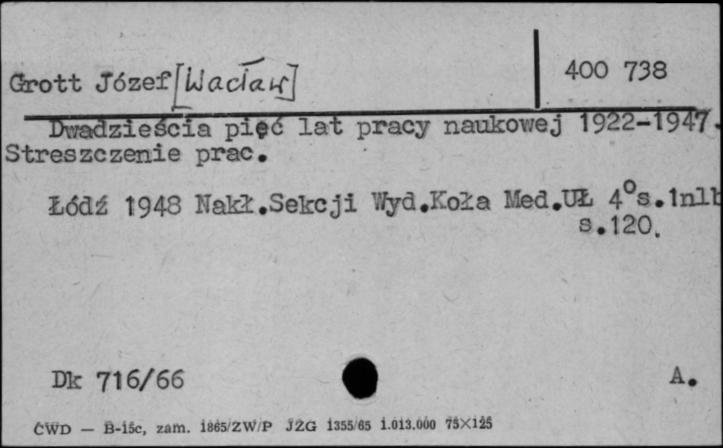 Grott Józef [Wacław]
400 738
Dwadzieścia pięć lat pracy naukowej 1922-1947.
Streszczenie prac.
Łódź 1948 Nakł.Sekcji Wyd.Koła Med.UŁ 4°s.1nlb
s.120.
Dk 716/66
A.
ĆWD — B-15c, zam. 1865/ZW/P JZG 1355/65 1.013.000 75×125